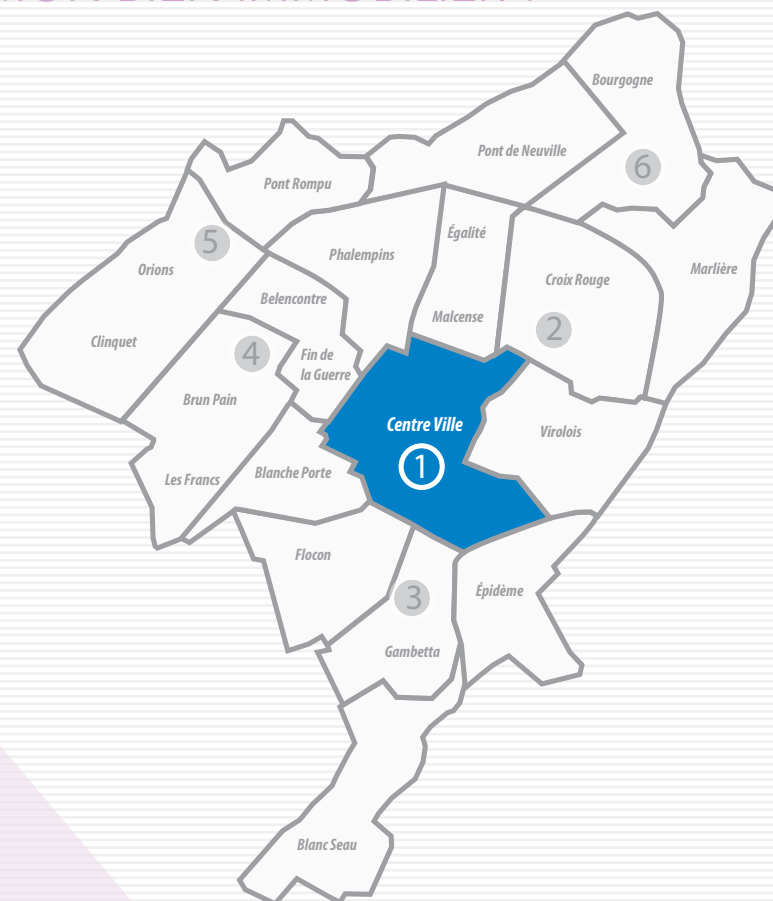 Bourgogne
Pont de Neuville
6
Pont Rompu
Égalité
5
Phalempins
Orions
Marlière
Croix Rouge
Belencontre
Malcense
2
Clinquet
4
Fin de
la Guerre
Brun Pain
Centre Ville
1
Virolois
Blanche Porte
Les Francs
Flocon
Épidème
3
Gambetta
Blanc Seau